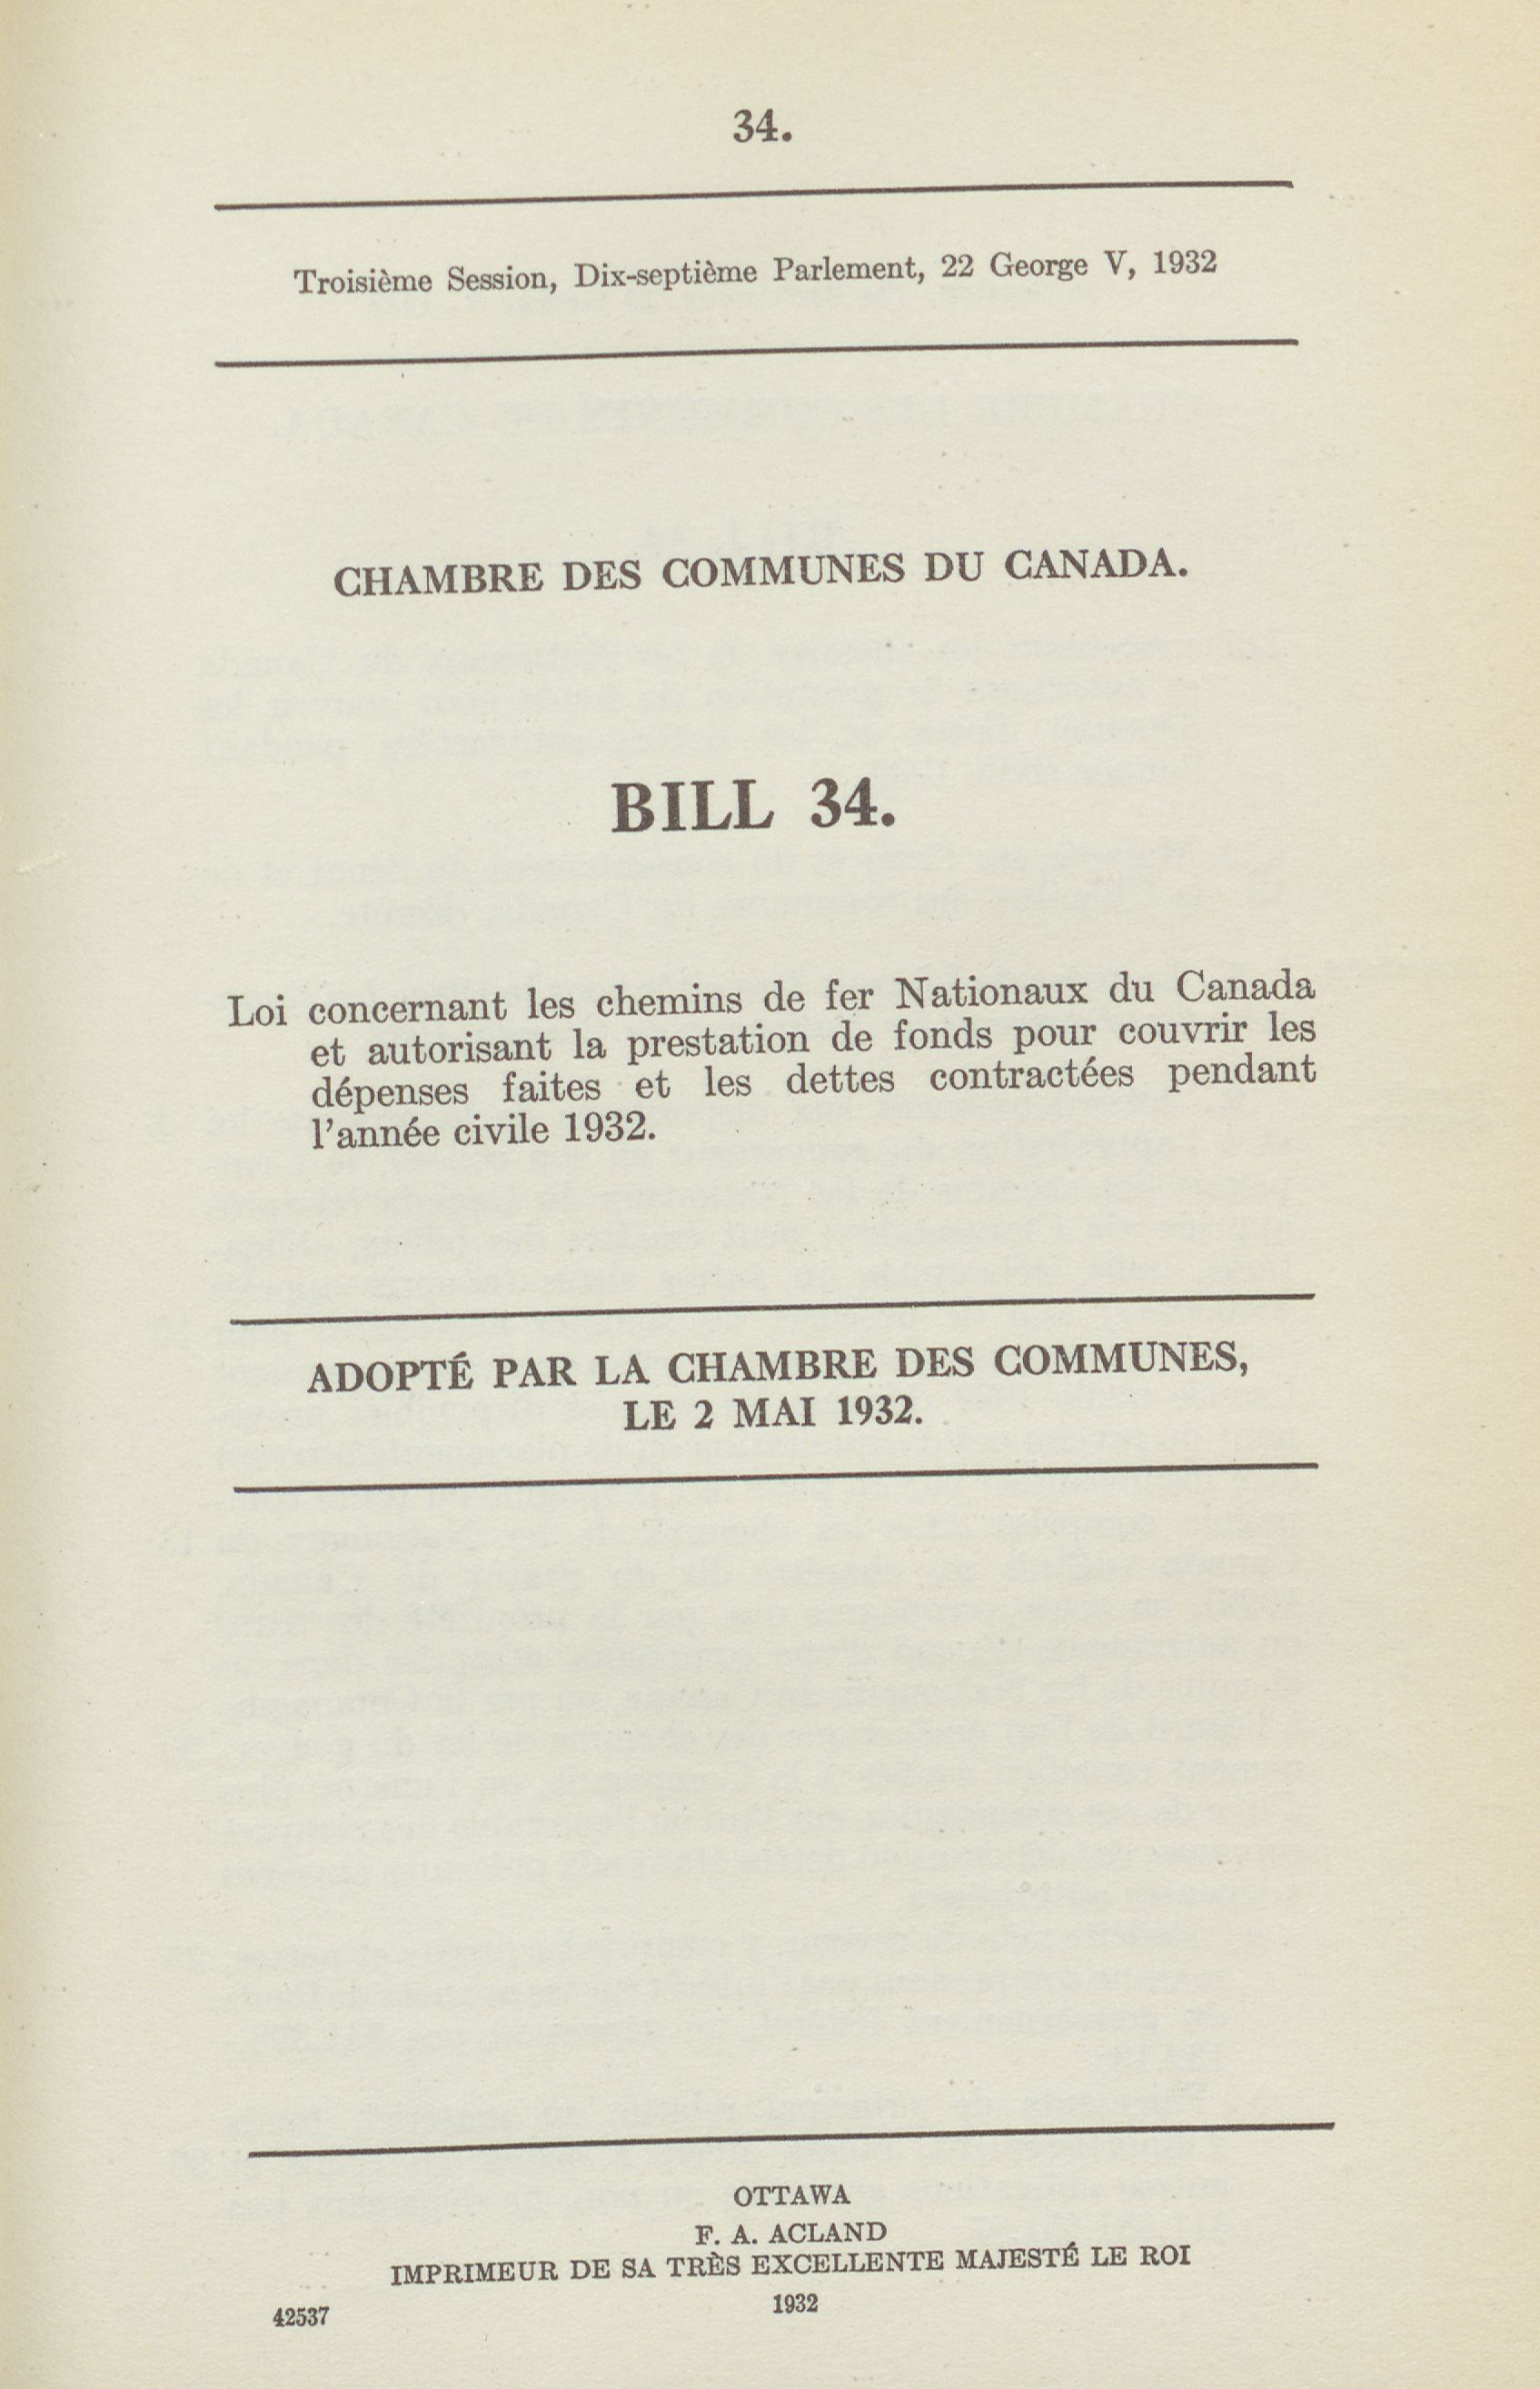 34.
Troisième Session, Dix-septième Parlement, 22 George V, 1932
CHAMBRE DES COMMUNES DU CANADA.
BILL 34.
Loi concernant les chemins de fer Nationaux du Canada
et autorisant la prestation de fonds pour couvrir les
dépenses faites et les dettes contractées pendant
l'année civile 1932.
ADOPTÉ PAR LA CHAMBRE DES COMMUNES,
LE 2 MAI 1932.
OTTAWA
F. A. ACLAND
IMPRIMEUR DE SA TRÈS EXCELLENTE MAJESTÉ LE ROI
1932
42537